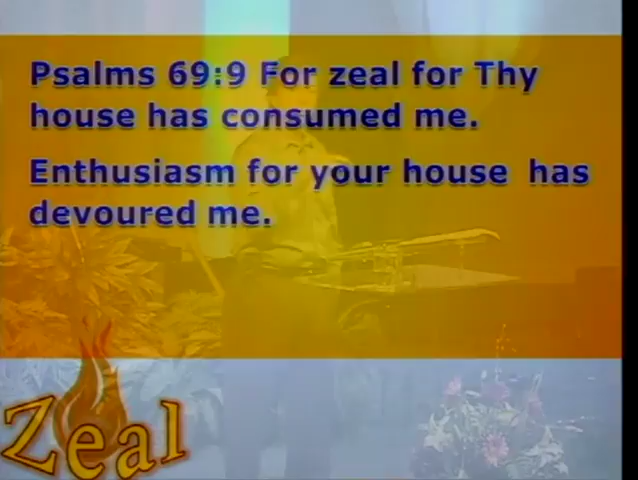 Psalms 69:9 For zeal for Thy
house has consumed me.
Enthusiasm for your house has
devoured me.
Zeal